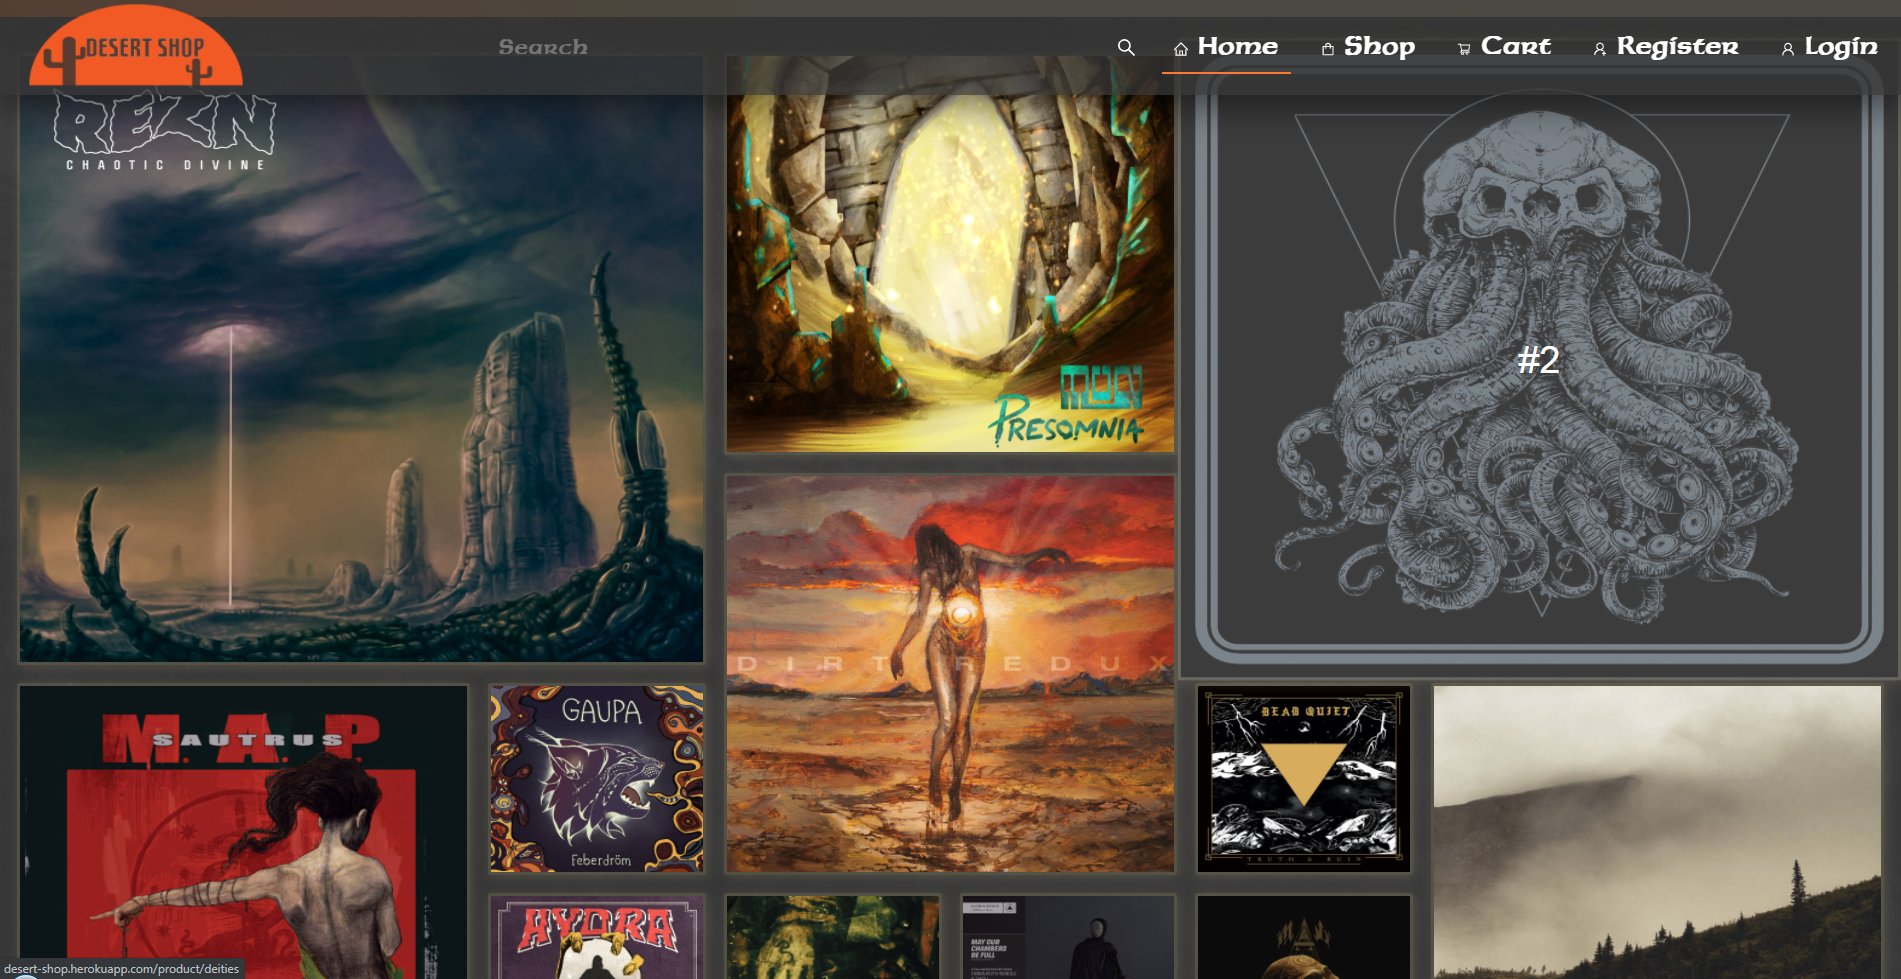 DESERT SHOP
Search
Home
Shop
Cart
Register
Login
REZN
CHAOTIC DIVINE
MON
PRESOMNIA
#2
DIRT REDUX
M.A.P.
SAUTRUS
GAUPA
Feberdröm
DEAD QUIET
TRUTH & RUIN
HYDRA
MAY OUR
CHAMBERS
BE FULL
desert-shop.herokuapp.com/product/deities